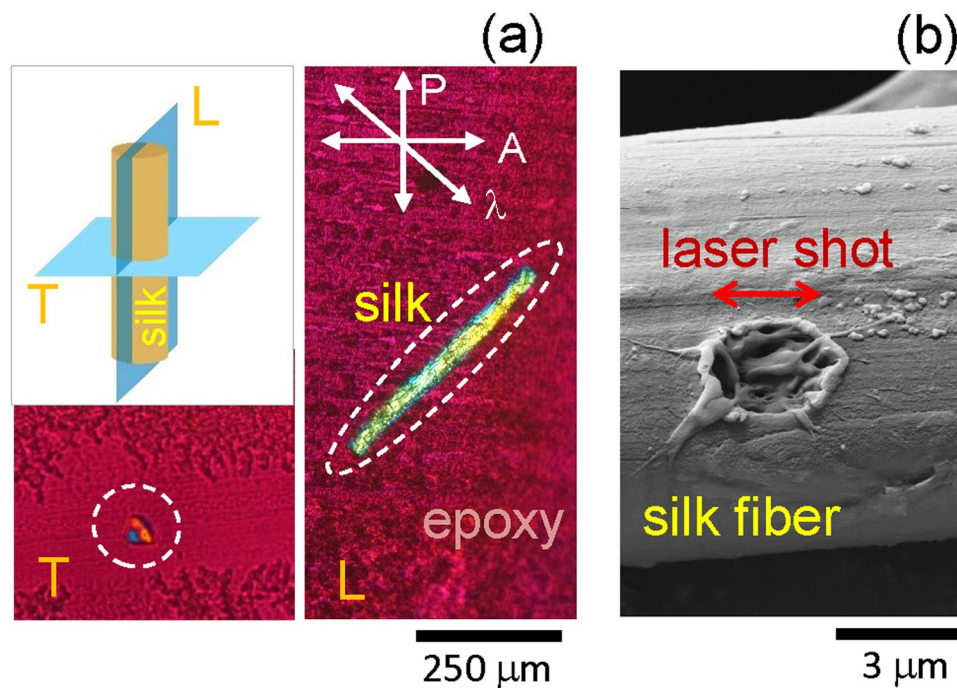 (a)
(b)
L
T
silk
P
A
λ
silk
epoxy
T
L
250 μm
laser shot
silk fiber
3 μm